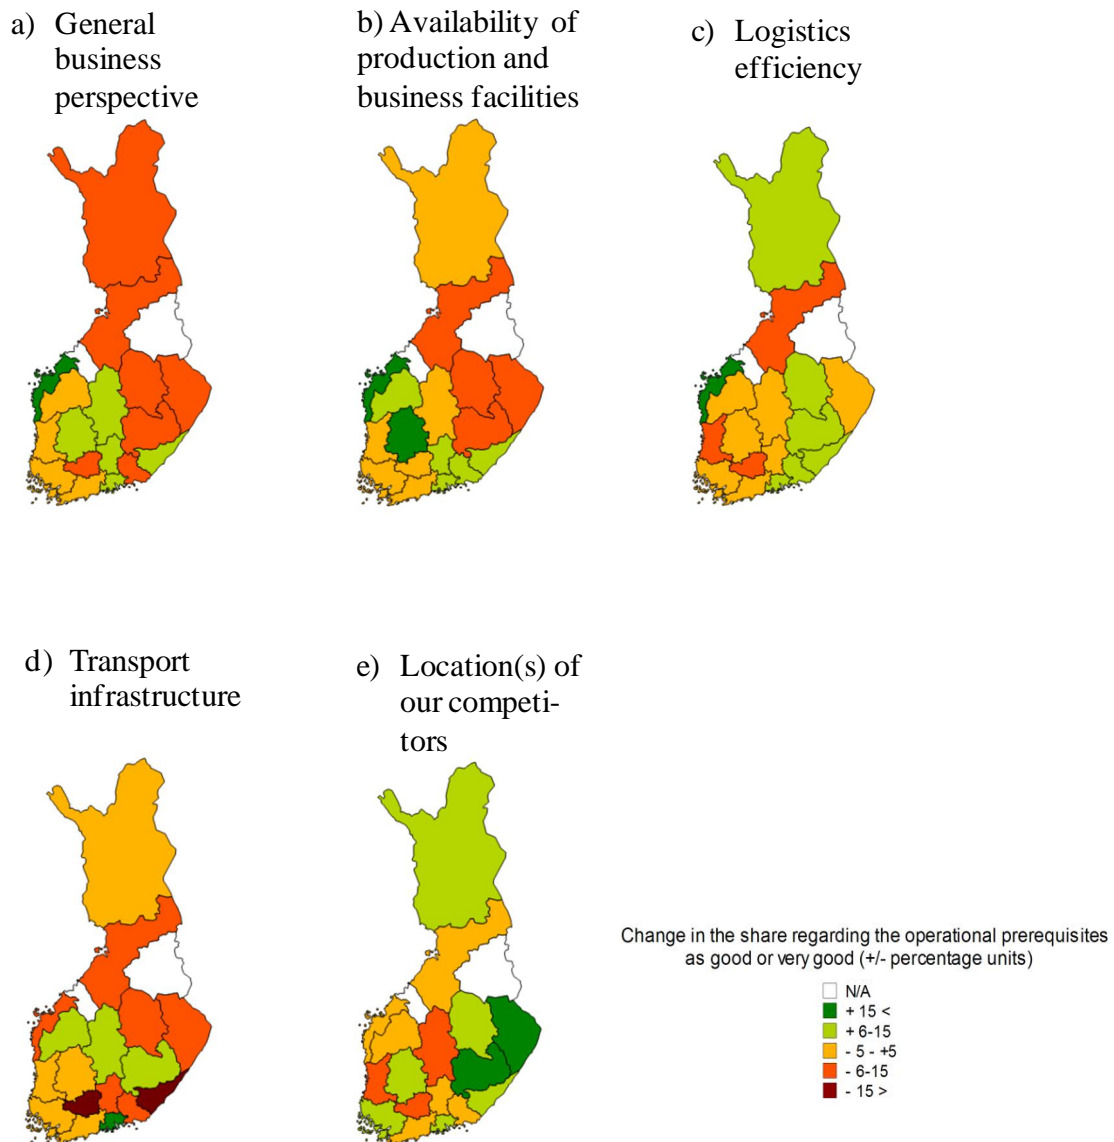 a) General
business
perspective
b) Availability of
production and
business facilities
c) Logistics
efficiency
d) Transport
infrastructure
e) Location(s) of
our competi-
tors
Change in the share regarding the operational prerequisites
as good or very good (+/- percentage units)
N/A
+ 15 <
+ 6-15
- 5 - +5
- 6-15
- 15 >